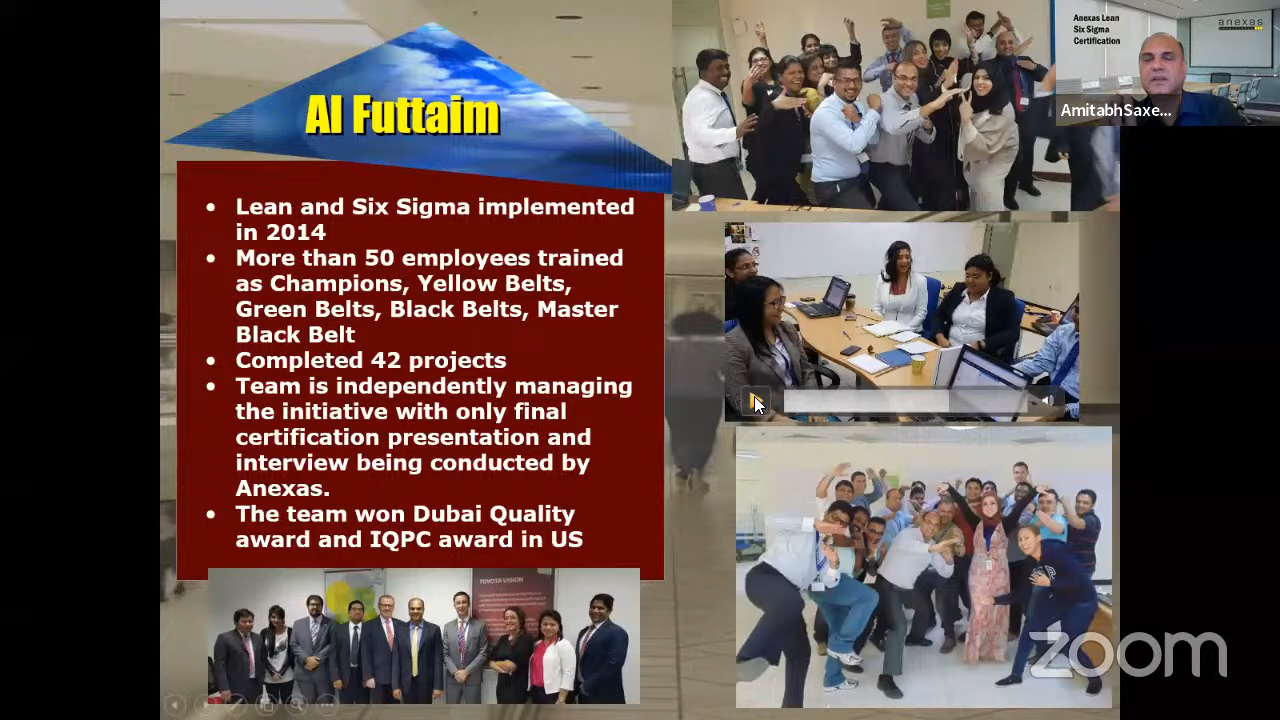 Al Futtaim
• Lean and Six Sigma implemented
in 2014
• More than 50 employees trained
as Champions, Yellow Belts,
Green Belts, Black Belts, Master
Black Belt
• Completed 42 projects
• Team is independently managing
the initiative with only final
certification presentation and
interview being conducted by
Anexas.
• The team won Dubai Quality
award and IQPC award in US
TOYOTA VISION
Anexas Lean
Six Sigma
Certification
anexas
AmitabhSaxe...
zoom